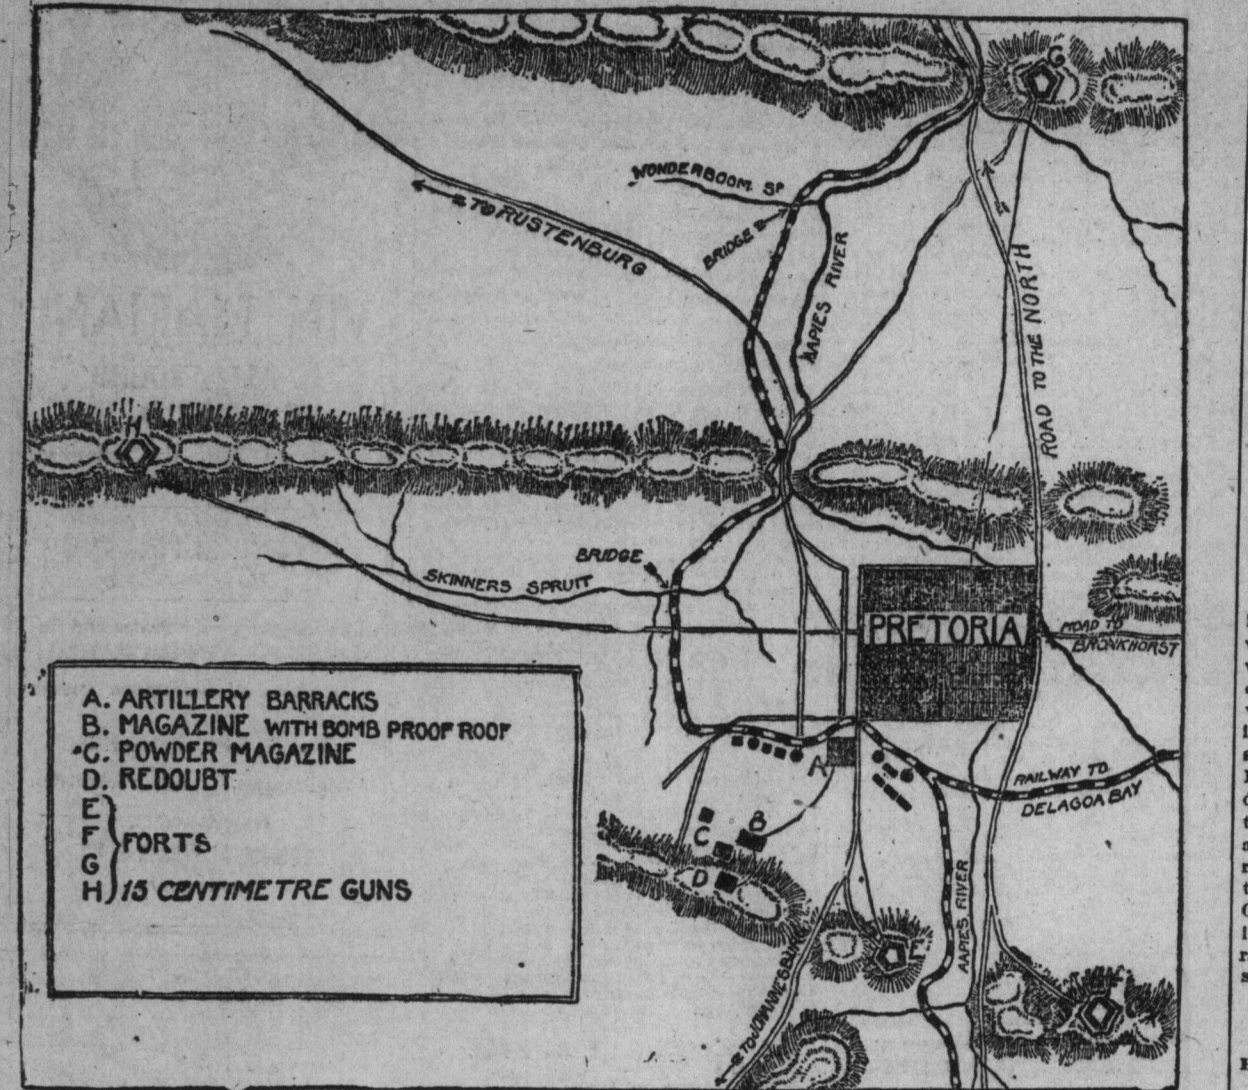 G
WONDERBOOM SP
← TO RUSTENBURG
BRIDGE
AAPIES RIVER
ROAD TO THE NORTH
H
BRIDGE
SKINNERS SPRUIT
PRETORIA
ROAD TO
BRONKHORST
A. ARTILLERY BARRACKS
B. MAGAZINE WITH BOMB PROOF ROOF
C. POWDER MAGAZINE
D. REDOUBT
E
F
G
H
FORTS
15 CENTIMETRE GUNS
A
RAILWAY TO
DELAGOA BAY
B
C
D
AAPIES RIVER
F
E
← TO JOHANNESBURG